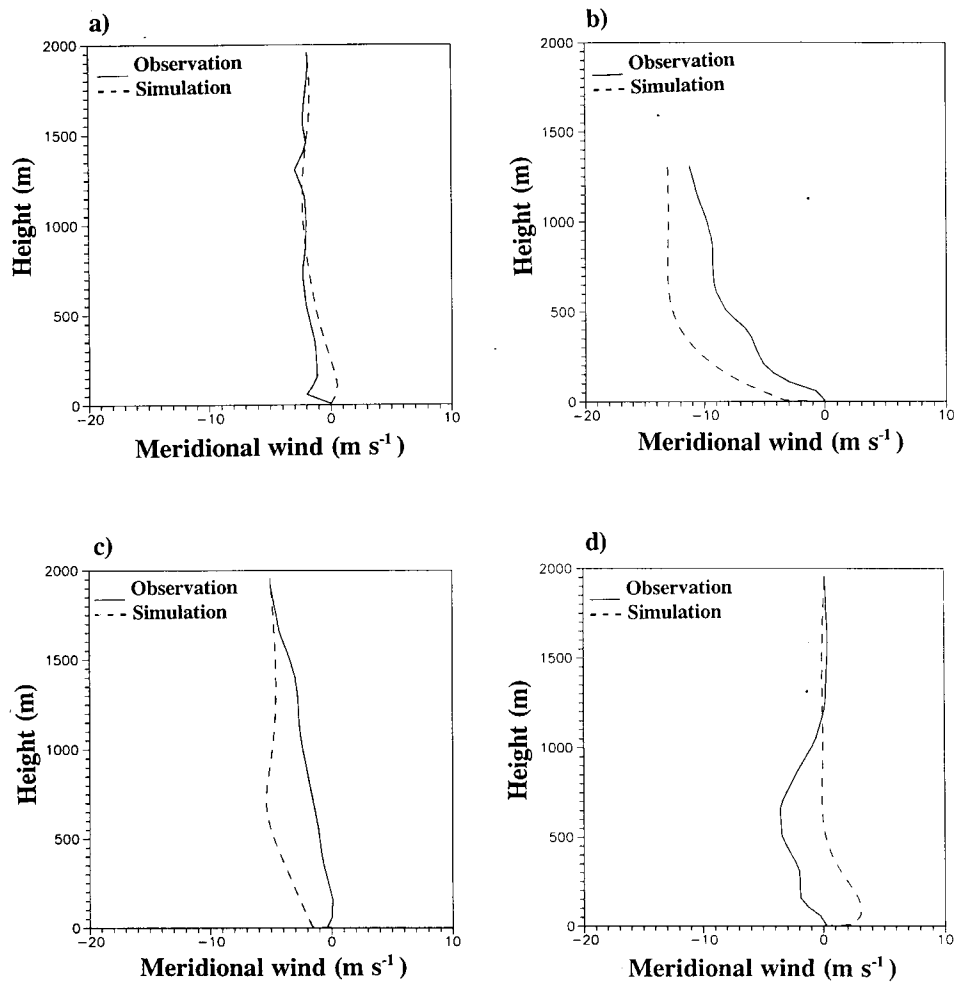 a)
2000
1500
1000
500
0
Height (m)
Observation
Simulation
−20
−10
0
10
Meridional wind (m s⁻¹)
b)
2000
1500
1000
500
0
Height (m)
Observation
Simulation
−20
−10
0
10
Meridional wind (m s⁻¹)
c)
2000
1500
1000
500
0
Height (m)
Observation
Simulation
−20
−10
0
10
Meridional wind (m s⁻¹)
d)
2000
1500
1000
500
0
Height (m)
Observation
Simulation
−20
−10
0
10
Meridional wind (m s⁻¹)